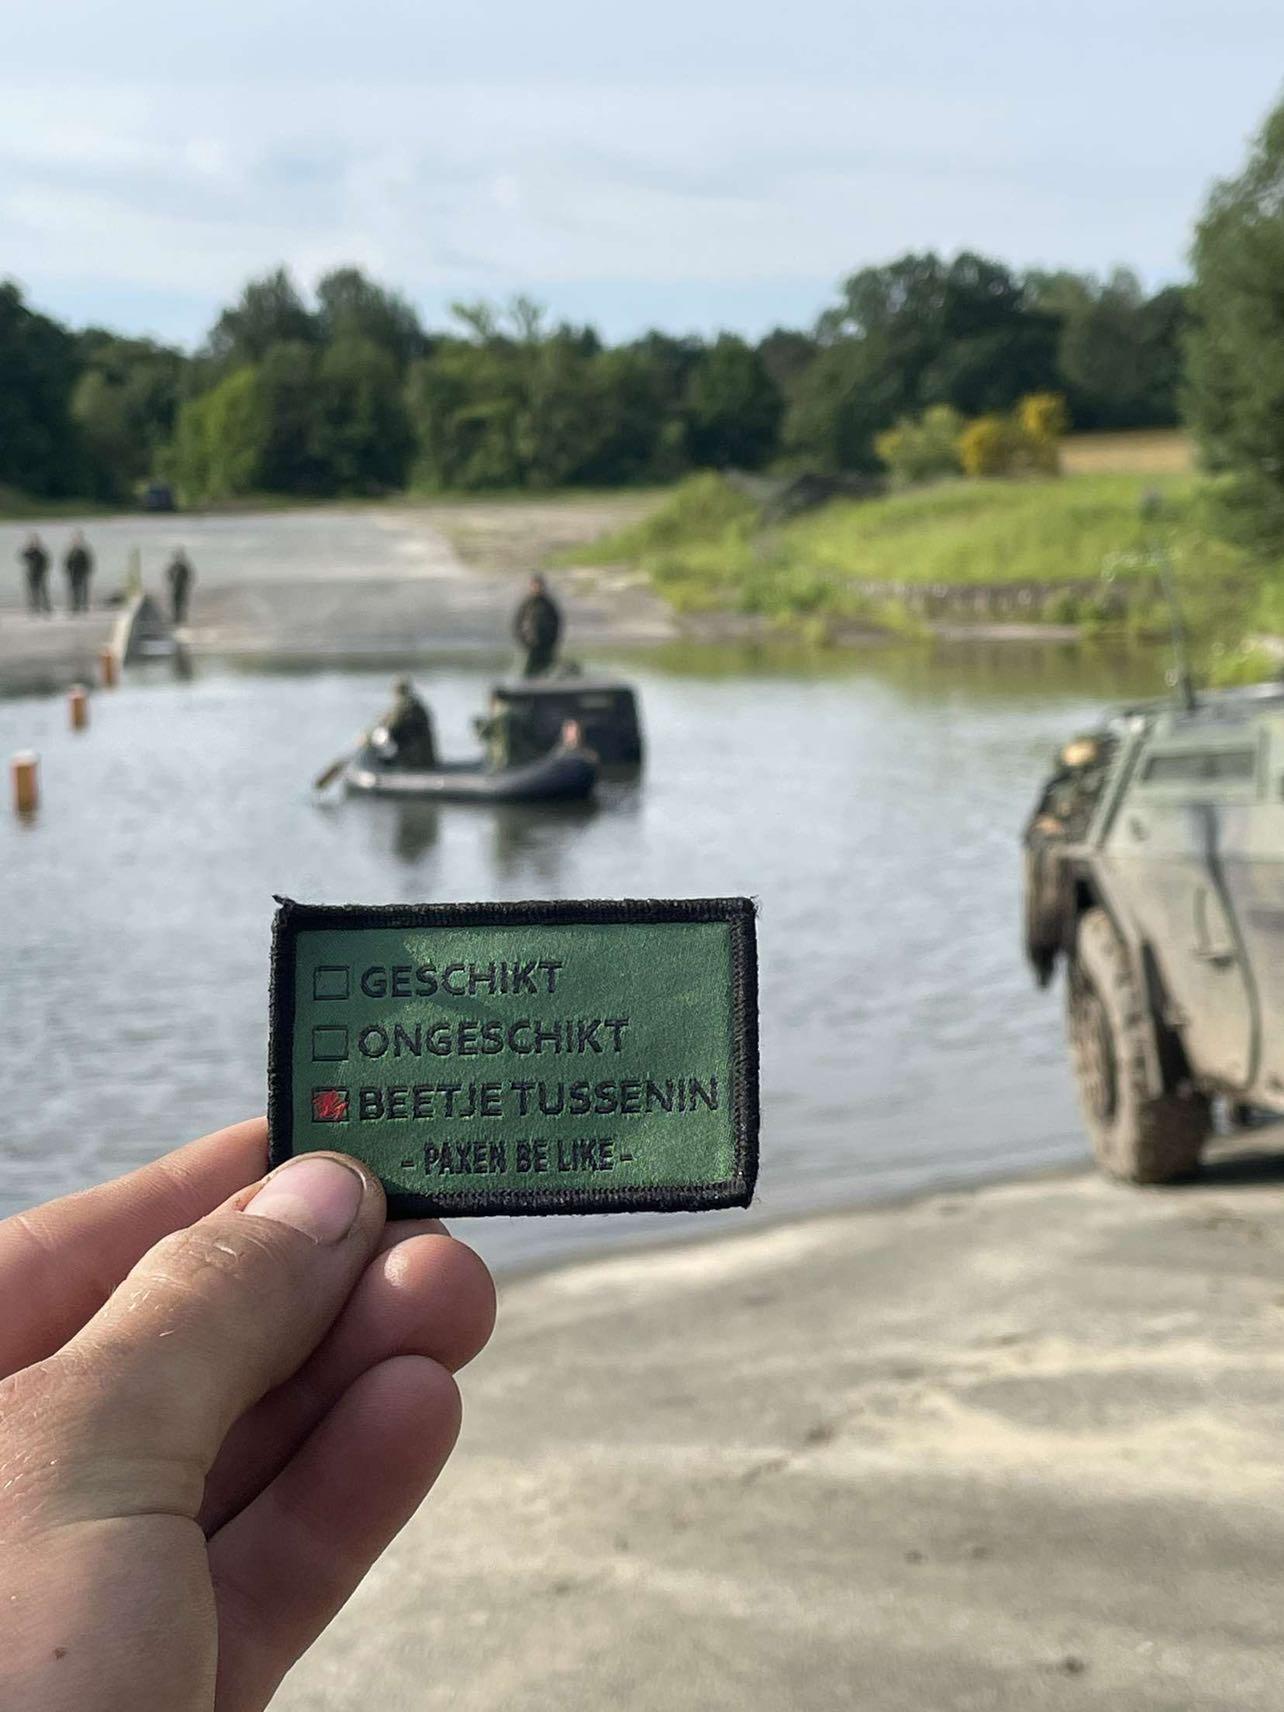 GESCHIKT
ONGESCHIKT
BEETJE TUSSENIN
- PAXEN BE LIKE -